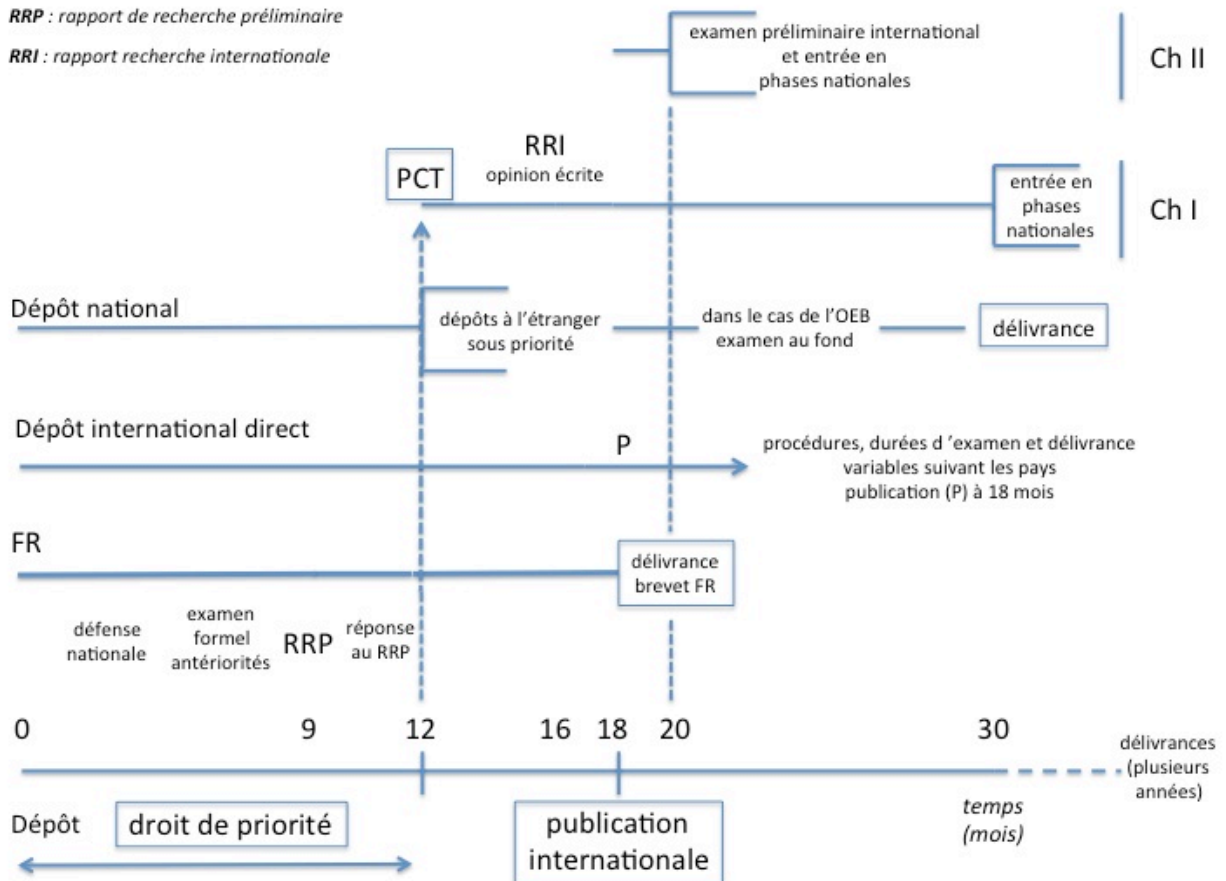 RRP : rapport de recherche préliminaire
RRI : rapport recherche internationale
examen préliminaire international
et entrée en
phases nationales
Ch II
PCT
RRI
opinion écrite
entrée en
phases
nationales
Ch I
Dépôt national
dépôts à l'étranger
sous priorité
dans le cas de l'OEB
examen au fond
délivrance
Dépôt international direct
P
procédures, durées d 'examen et délivrance
variables suivant les pays
publication (P) à 18 mois
FR
délivrance
brevet FR
défense
nationale
examen
formel
antériorités
RRP
réponse
au RRP
0 9 12 16 18 20 30
délivrances
(plusieurs
années)
temps
(mois)
Dépôt
droit de priorité
publication
internationale